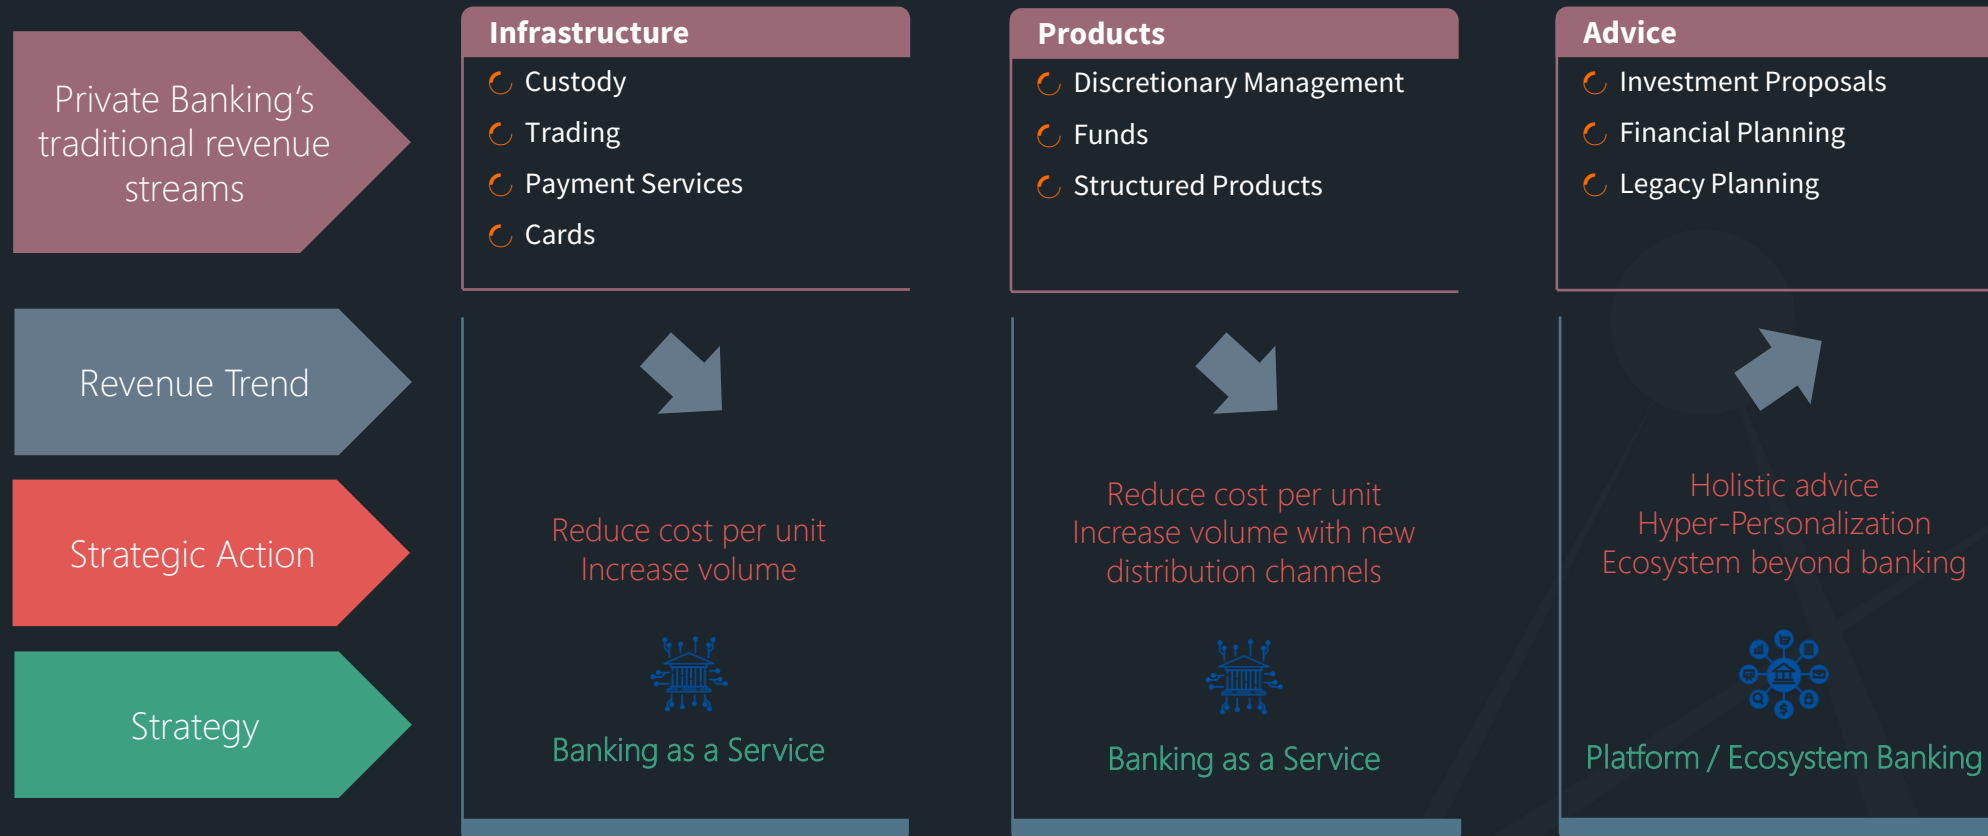 Private Banking‘s
traditional revenue
streams
Infrastructure
Custody
Trading
Payment Services
Cards
Products
Discretionary Management
Funds
Structured Products
Advice
Investment Proposals
Financial Planning
Legacy Planning
Revenue Trend
Strategic Action
Reduce cost per unit
Increase volume
Reduce cost per unit
Increase volume with new
distribution channels
Holistic advice
Hyper-Personalization
Ecosystem beyond banking
Strategy
Banking as a Service
Banking as a Service
Platform / Ecosystem Banking